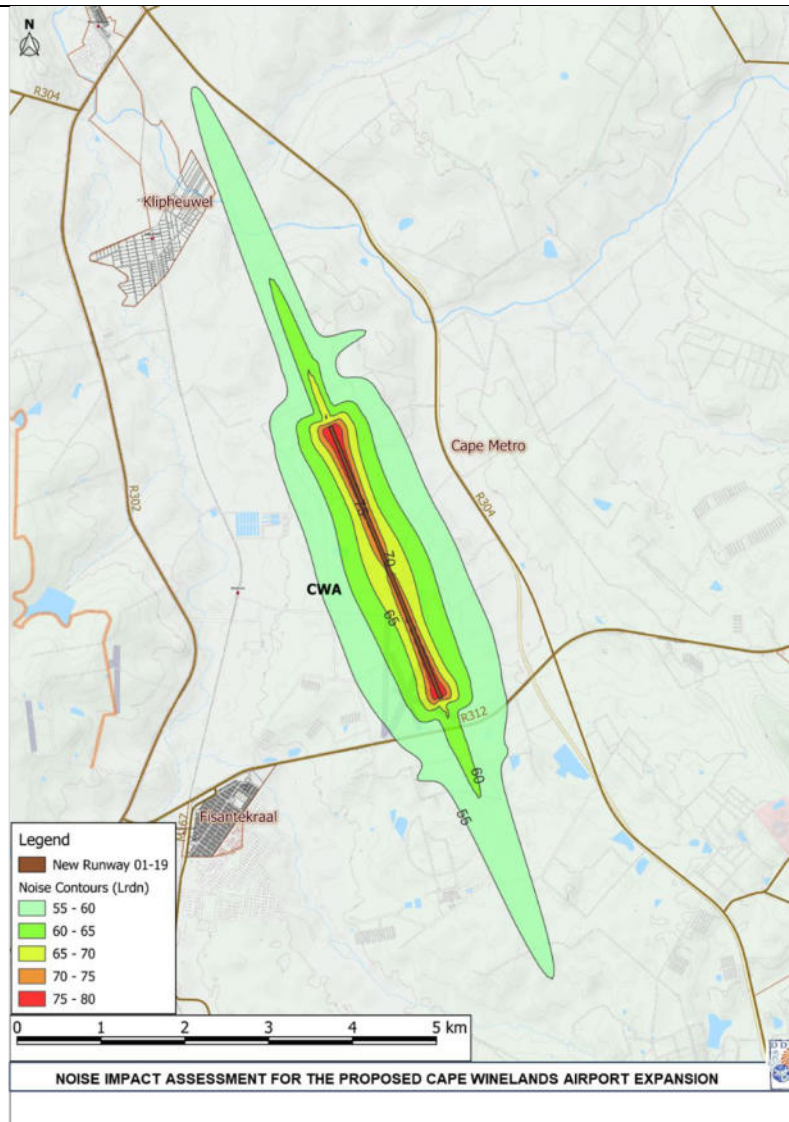 N
R304
Klipheuwel
Cape Metro
R302
R304
75
70
CWA
65
R312
60
55
Fisantekraal
Legend
New Runway 01-19
Noise Contours (Lrdn)
55 - 60
60 - 65
65 - 70
70 - 75
75 - 80
0 1 2 3 4 5 km
NOISE IMPACT ASSESSMENT FOR THE PROPOSED CAPE WINELANDS AIRPORT EXPANSION